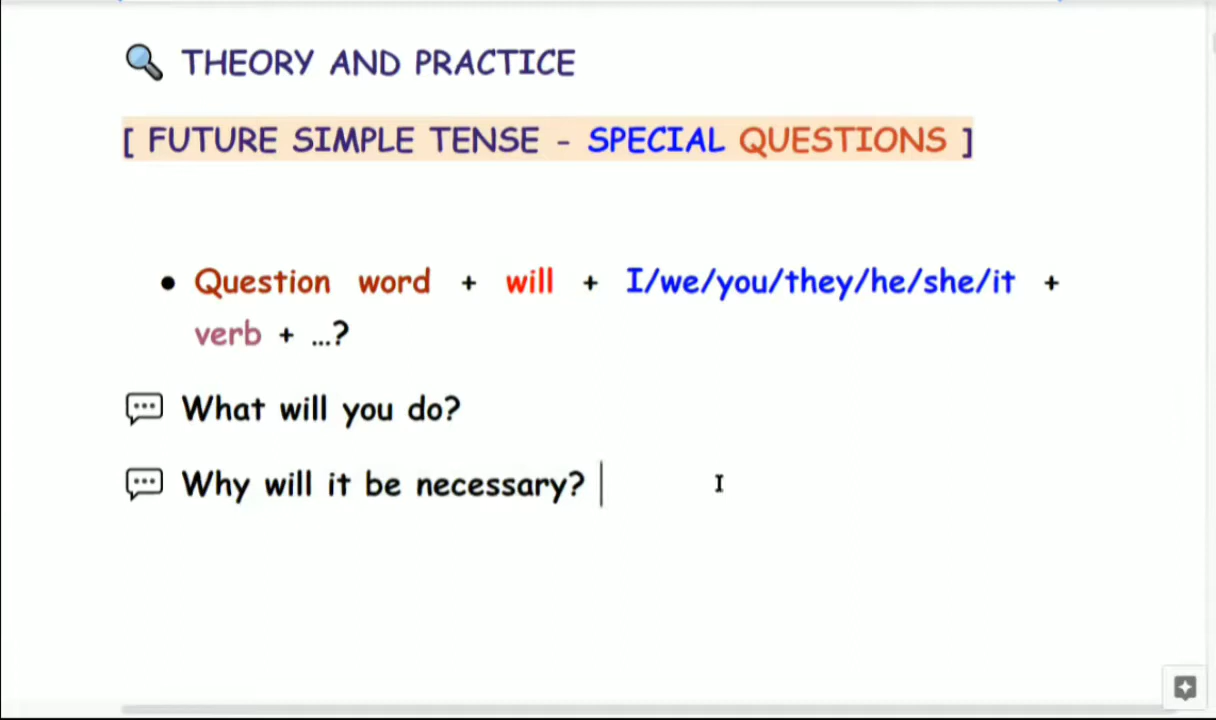 THEORY AND PRACTICE
[ FUTURE SIMPLE TENSE - SPECIAL QUESTIONS ]
● Question word + will + I/we/you/they/he/she/it +
verb + ...?
What will you do?
Why will it be necessary?